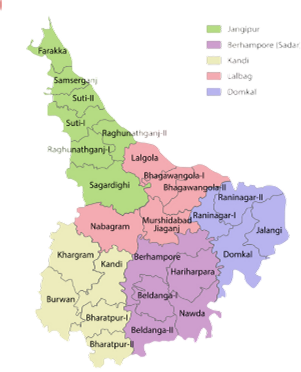 Jangipur
Berhampore (Sadar
Kandi
Lalbag
Domkal
Farakka
Samserganj
Suti-II
Suti-I
Raghunathganj-II
Raghunathganj-I
Lalgola
Sagardighi
Bhagawangola-I
Bhagawangola-II
Raninagar-II
Nabagram
Murshidabad
Jiaganj
Raninagar-I
Jalangi
Khargram
Kandi
Berhampore
Domkal
Hariharpara
Burwan
Beldanga-I
Bharatpur-I
Nawda
Beldanga-II
Bharatpur-II